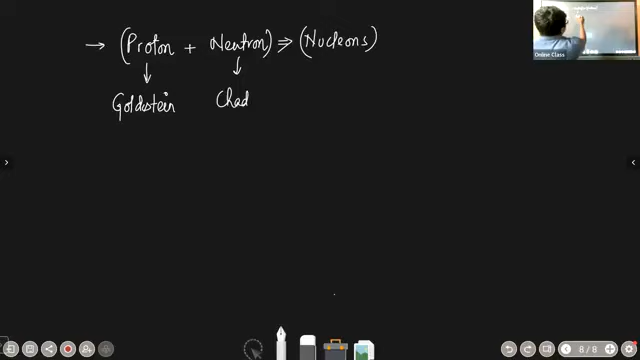 → (Proton + Neutron) ⇒ (Nucleons)
↓ ↓
Goldstein Chad
Online Class
8/8